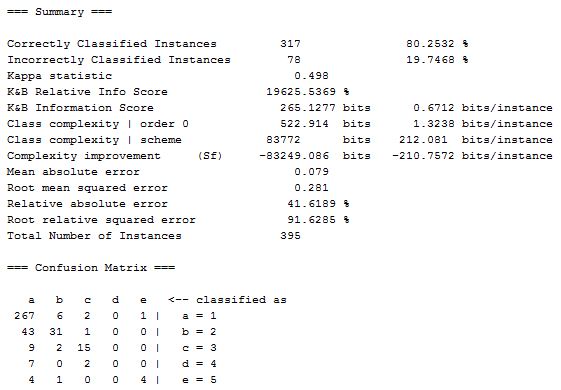 === Summary ===
Correctly Classified Instances 317 80.2532 %
Incorrectly Classified Instances 78 19.7468 %
Kappa statistic 0.498
K&B Relative Info Score 19625.5369 %
K&B Information Score 265.1277 bits 0.6712 bits/instance
Class complexity | order 0 522.914 bits 1.3238 bits/instance
Class complexity | scheme 83772 bits 212.081 bits/instance
Complexity improvement (Sf) -83249.086 bits -210.7572 bits/instance
Mean absolute error 0.079
Root mean squared error 0.281
Relative absolute error 41.6189 %
Root relative squared error 91.6285 %
Total Number of Instances 395
=== Confusion Matrix ===
a b c d e <-- classified as
267 6 2 0 1 | a = 1
43 31 1 0 0 | b = 2
9 2 15 0 0 | c = 3
7 0 2 0 0 | d = 4
4 1 0 0 4 | e = 5